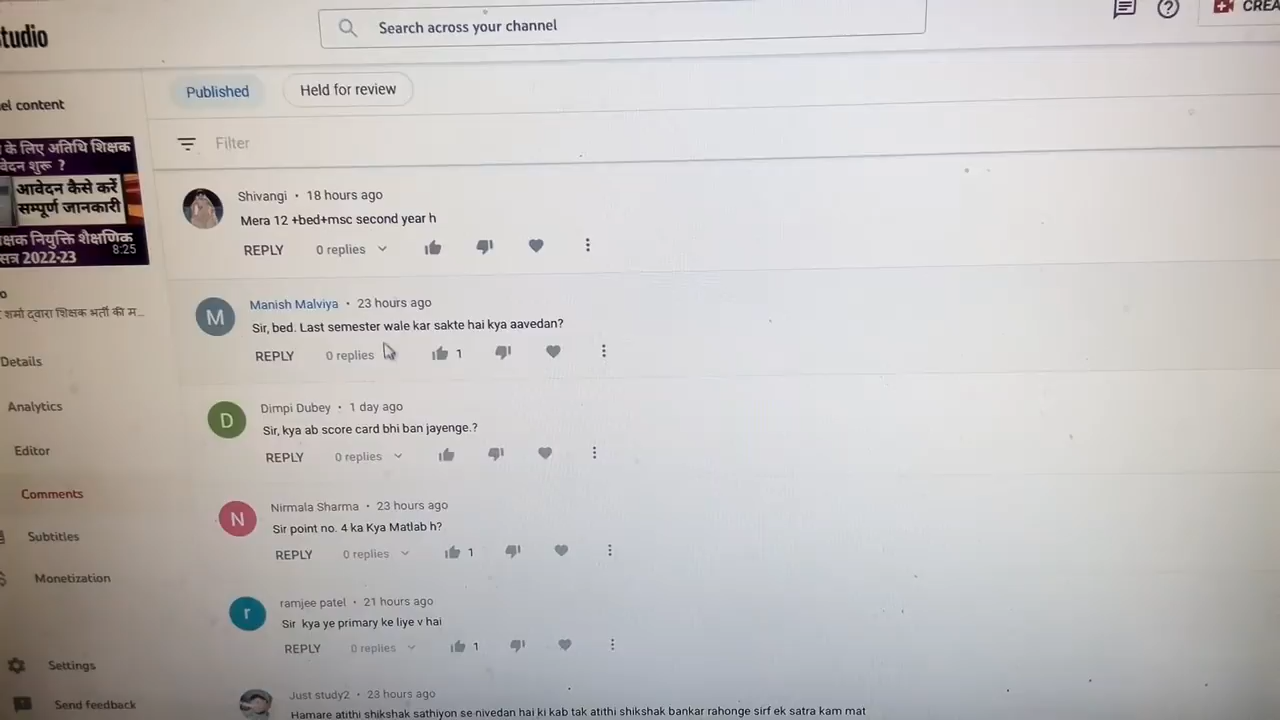 tudio
Search across your channel
CREA
el content
Published
Held for review
Filter
के लिए अतिथि शिक्षक
वेदन शुरू ?
आवेदन कैसे करें
सम्पूर्ण जानकारी
क्षक नियुक्ति शैक्षणिक
सत्र 2022-23
8:25
o
शर्मा द्वारा शिक्षक भर्ती की म...
Details
Analytics
Editor
Comments
Subtitles
Monetization
Settings
Send feedback
Shivangi • 18 hours ago
Mera 12 +bed+msc second year h
REPLY 0 replies
M
Manish Malviya • 23 hours ago
Sir, bed. Last semester wale kar sakte hai kya aavedan?
REPLY 0 replies 1
D
Dimpi Dubey • 1 day ago
Sir, kya ab score card bhi ban jayenge.?
REPLY 0 replies
N
Nirmala Sharma • 23 hours ago
Sir point no. 4 ka Kya Matlab h?
REPLY 0 replies 1
r
ramjee patel • 21 hours ago
Sir kya ye primary ke liye v hai
REPLY 0 replies 1
Just study2 • 23 hours ago
Hamare atithi shikshak sathiyon se nivedan hai ki kab tak atithi shikshak bankar rahonge sirf ek satra kam mat